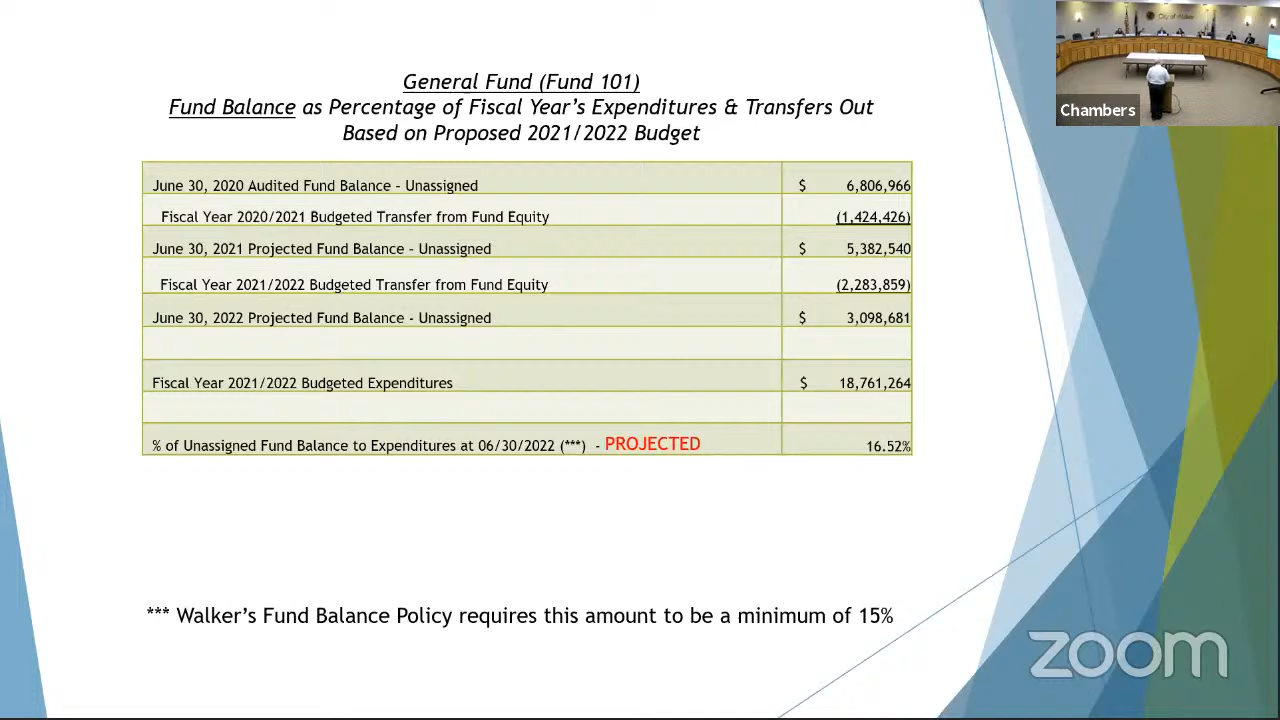 General Fund (Fund 101)
Fund Balance as Percentage of Fiscal Year's Expenditures & Transfers Out
Based on Proposed 2021/2022 Budget
June 30, 2020 Audited Fund Balance – Unassigned $ 6,806,966
Fiscal Year 2020/2021 Budgeted Transfer from Fund Equity (1,424,426)
June 30, 2021 Projected Fund Balance – Unassigned $ 5,382,540
Fiscal Year 2021/2022 Budgeted Transfer from Fund Equity (2,283,859)
June 30, 2022 Projected Fund Balance - Unassigned $ 3,098,681
Fiscal Year 2021/2022 Budgeted Expenditures $ 18,761,264
% of Unassigned Fund Balance to Expenditures at 06/30/2022 (***) - PROJECTED 16.52%
*** Walker's Fund Balance Policy requires this amount to be a minimum of 15%
City of Walker
Chambers
zoom